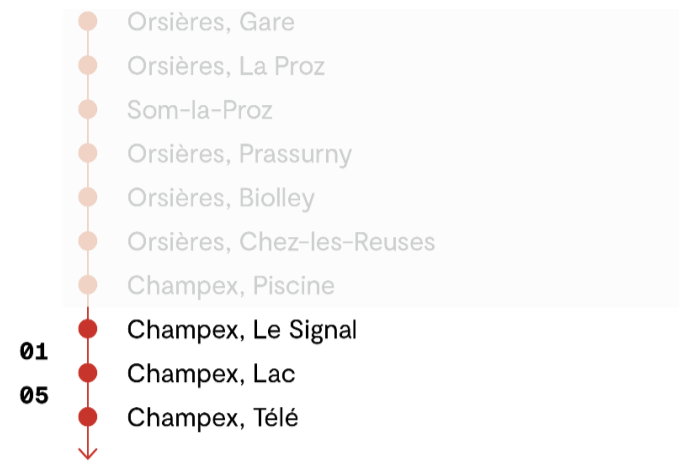 Orsières, Gare
Orsières, La Proz
Som-la-Proz
Orsières, Prassurny
Orsières, Biolley
Orsières, Chez-les-Reuses
Champex, Piscine
Champex, Le Signal
01
Champex, Lac
05
Champex, Télé